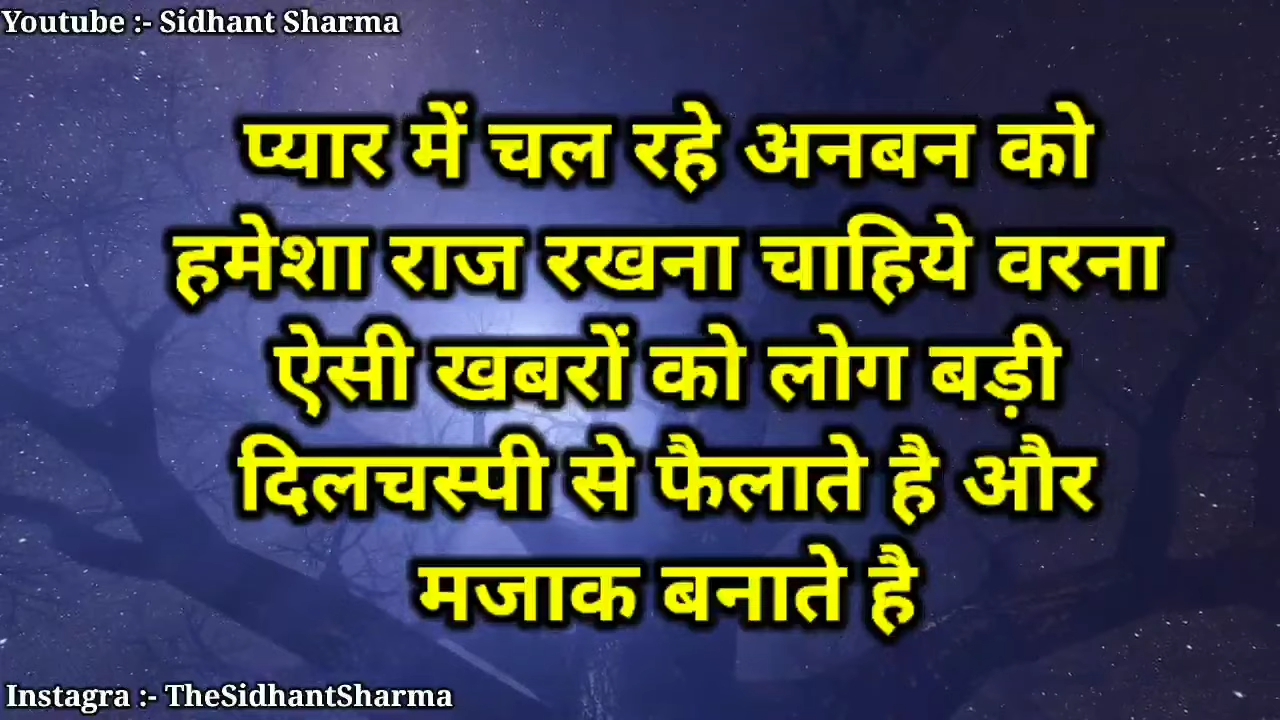 Youtube :- Sidhant Sharma
प्यार में चल रहे अनबन को
हमेशा राज रखना चाहिये वरना
ऐसी खबरों को लोग बड़ी
दिलचस्पी से फैलाते है और
मजाक बनाते है
Instagra :- TheSidhantSharma